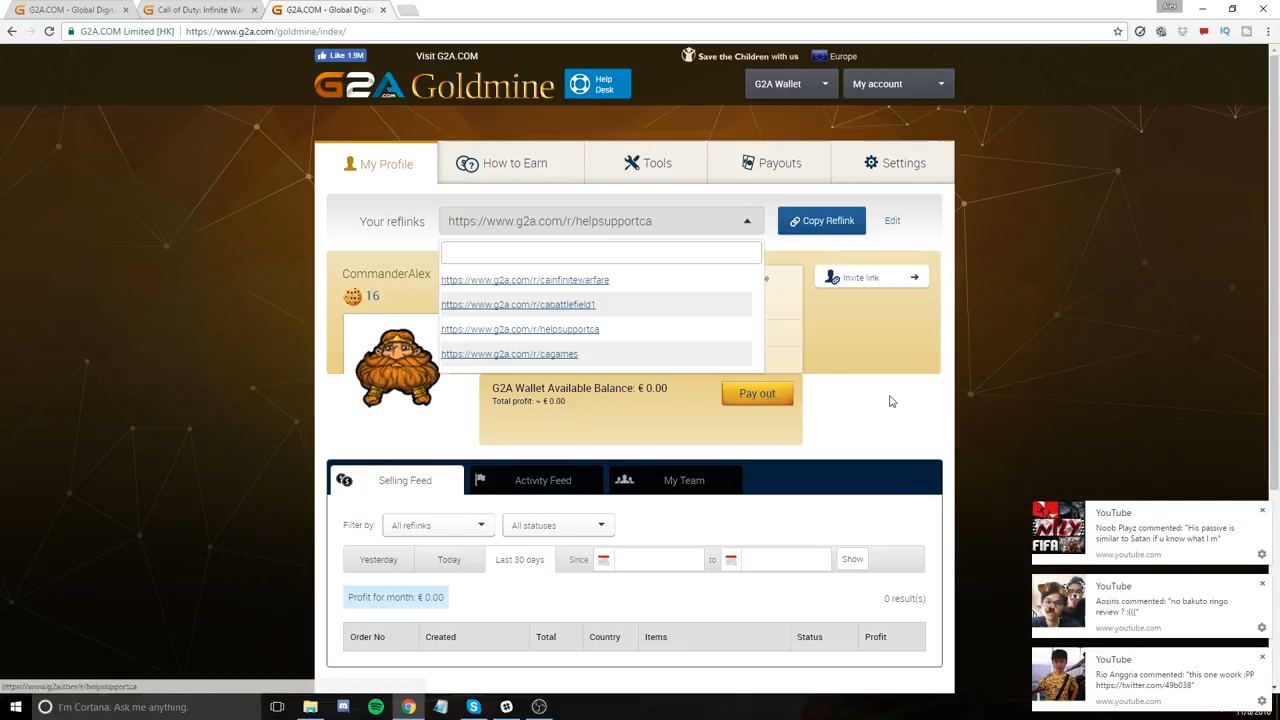 G2A.COM - Global Digit
Call of Duty: Infinite Wa
G2A.COM - Global Digit
Alex
G2A.COM Limited [HK]
https://www.g2a.com/goldmine/index/
Like 1.9M
Visit G2A.COM
Save the Children with us
Europe
G2A .COM Goldmine
Help Desk
G2A Wallet
My account
My Profile
How to Earn
Tools
Payouts
Settings
Your reflinks
https://www.g2a.com/r/helpsupportca
Copy Reflink
Edit
CommanderAlex
16
https://www.g2a.com/r/cainfinitewarfare
https://www.g2a.com/r/cabattlefield1
https://www.g2a.com/r/helpsupportca
https://www.g2a.com/r/cagames
e
Invite link
G2A Wallet Available Balance: € 0.00
Total profit: ~ € 0.00
Pay out
Selling Feed
Activity Feed
My Team
Filter by:
All reflinks
All statuses
Yesterday
Today
Last 30 days
Since
to
Show
Profit for month: € 0.00
0 result(s)
Order No
Created
Total
Country
Items
Status
Profit
YouTube
Noob Playz commented: "His passive is
similar to Satan if u know what I m"
www.youtube.com
YouTube
Aosiris commented: "no bakuto ringo
review ? :((("
www.youtube.com
YouTube
Rio Anggria commented: "this one woork :PP
https://twitter.com/49b038"
www.youtube.com
FIFA
https://www.g2a.com/r/helpsupportca
I'm Cortana. Ask me anything.